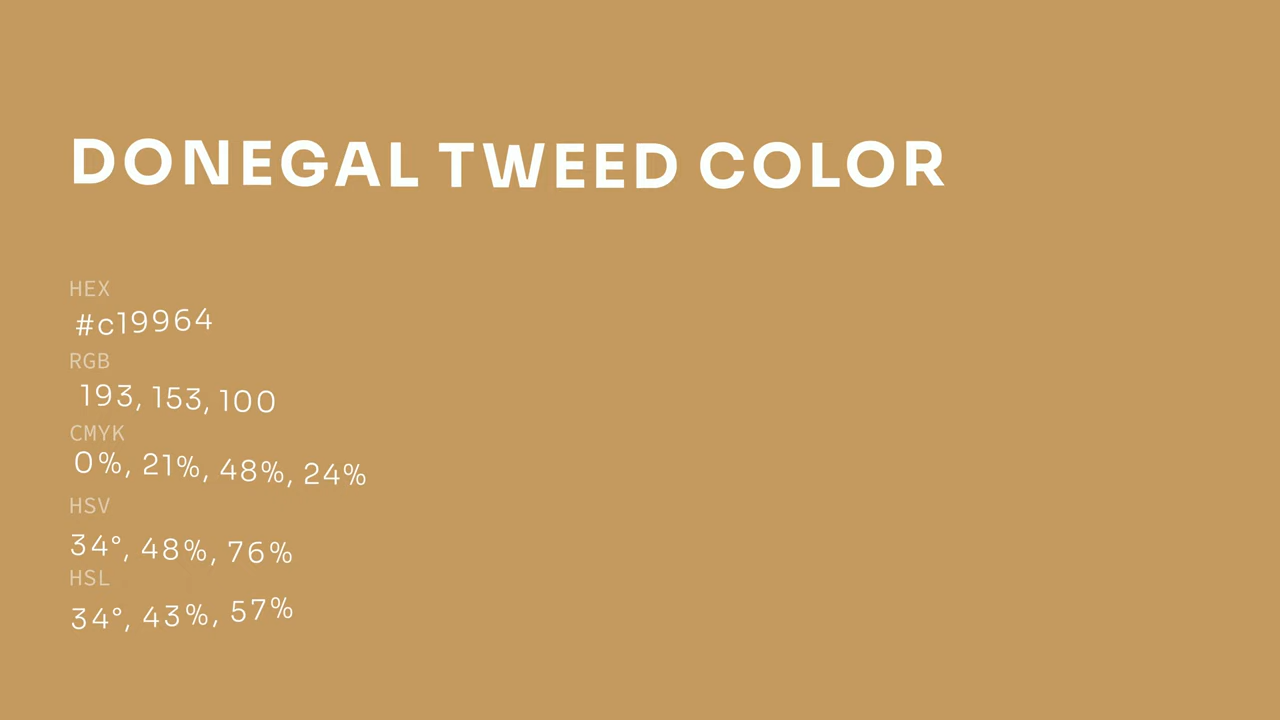 DONEGAL TWEED COLOR
HEX
#c19964
RGB
193, 153, 100
CMYK
0%, 21%, 48%, 24%
HSV
34°, 48%, 76%
HSL
34°, 43%, 57%